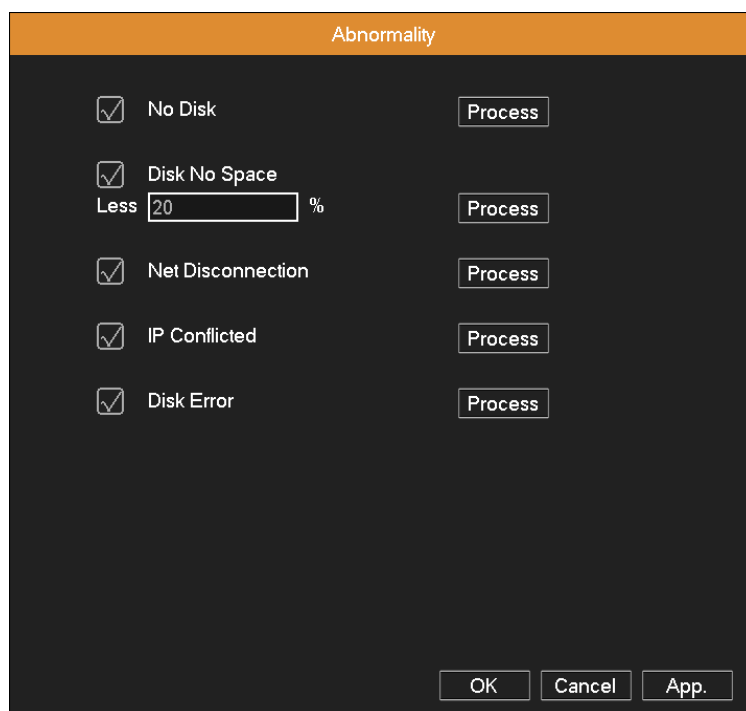 Abnormality
No Disk Process
Disk No Space
Less 20 % Process
Net Disconnection Process
IP Conflicted Process
Disk Error Process
OK Cancel App.